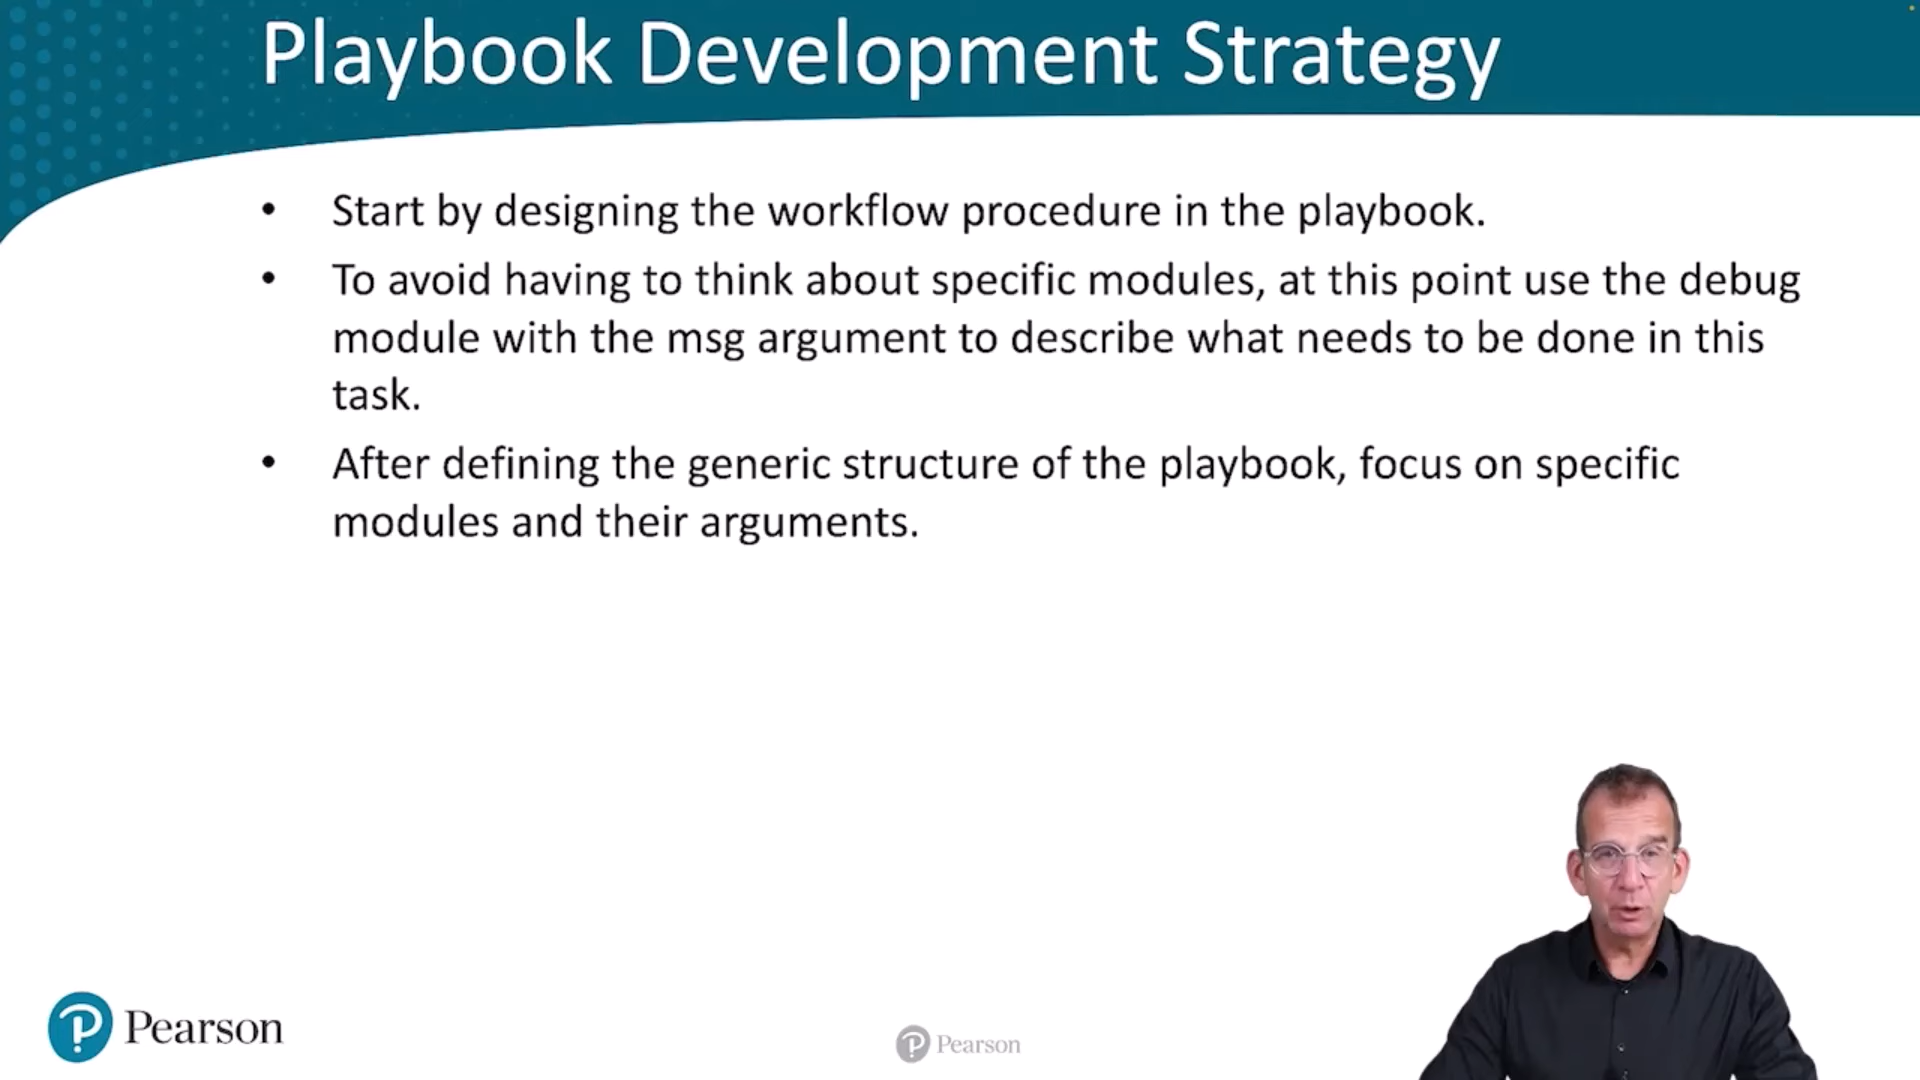 Playbook Development Strategy
• Start by designing the workflow procedure in the playbook.
• To avoid having to think about specific modules, at this point use the debug
module with the msg argument to describe what needs to be done in this
task.
• After defining the generic structure of the playbook, focus on specific
modules and their arguments.
Pearson
Pearson